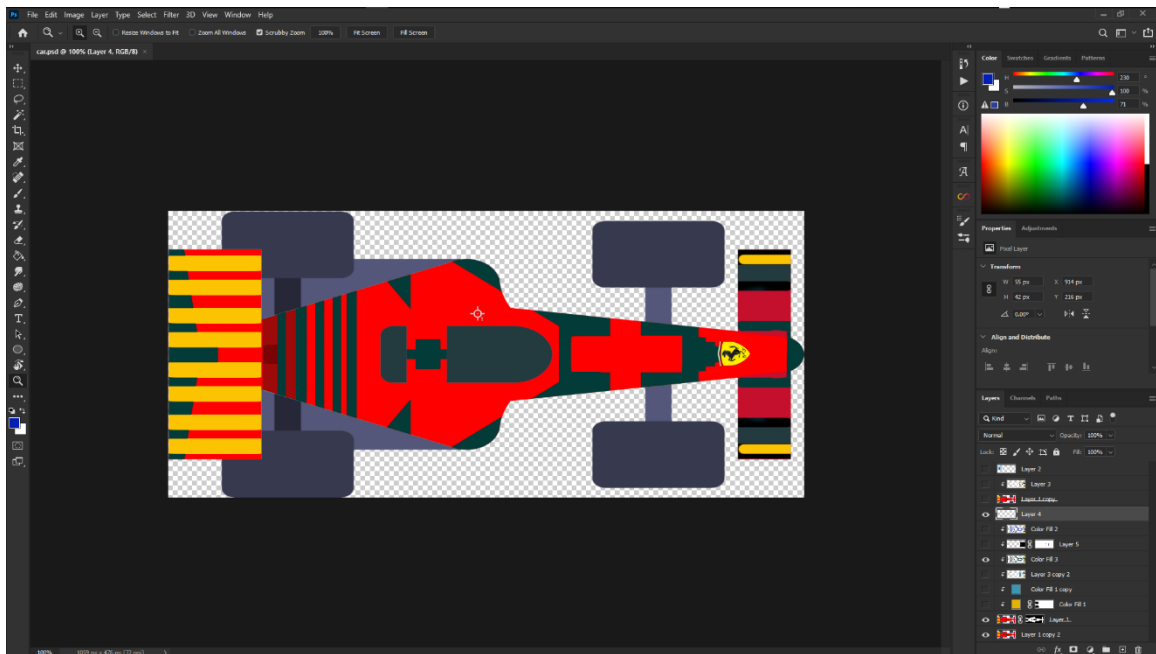 Ps File Edit Image Layer Type Select Filter 3D View Window Help
Resize Windows to Fit Zoom All Windows Scrubby Zoom 100% Fit Screen Fill Screen
car.psd @ 100% (Layer 4, RGB/8) ×
Color Swatches Gradients Patterns
H 230 °
S 100 %
B 71 %
Properties Adjustments
Pixel Layer
Transform
W 55 px X 914 px
H 42 px Y 216 px
0.00°
Align and Distribute
Align:
Layers Channels Paths
Kind
Normal Opacity: 100%
Lock: Fill: 100%
Layer 2
Layer 3
Layer 1 copy
Layer 4
Color Fill 2
Layer 5
Color Fill 3
Layer 3 copy 2
Color Fill 1 copy
Color Fill 1
Layer 1
Layer 1 copy 2
100%